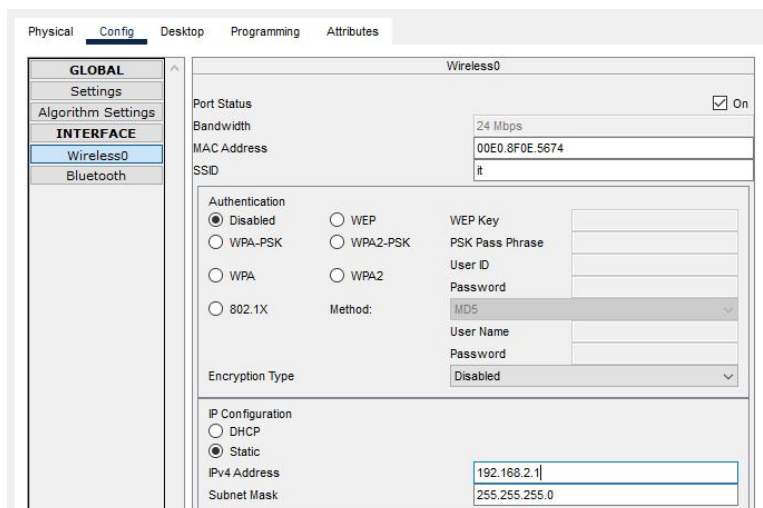 Physical Config Desktop Programming Attributes
GLOBAL
Settings
Algorithm Settings
INTERFACE
Wireless0
Bluetooth
Wireless0
Port Status On
Bandwidth 24 Mbps
MAC Address 00E0.8F0E.5674
SSID it
Authentication
Disabled WEP WEP Key
WPA-PSK WPA2-PSK PSK Pass Phrase
User ID
WPA WPA2
Password
802.1X Method: MD5
User Name
Password
Encryption Type Disabled
IP Configuration
DHCP
Static
IPv4 Address 192.168.2.1
Subnet Mask 255.255.255.0